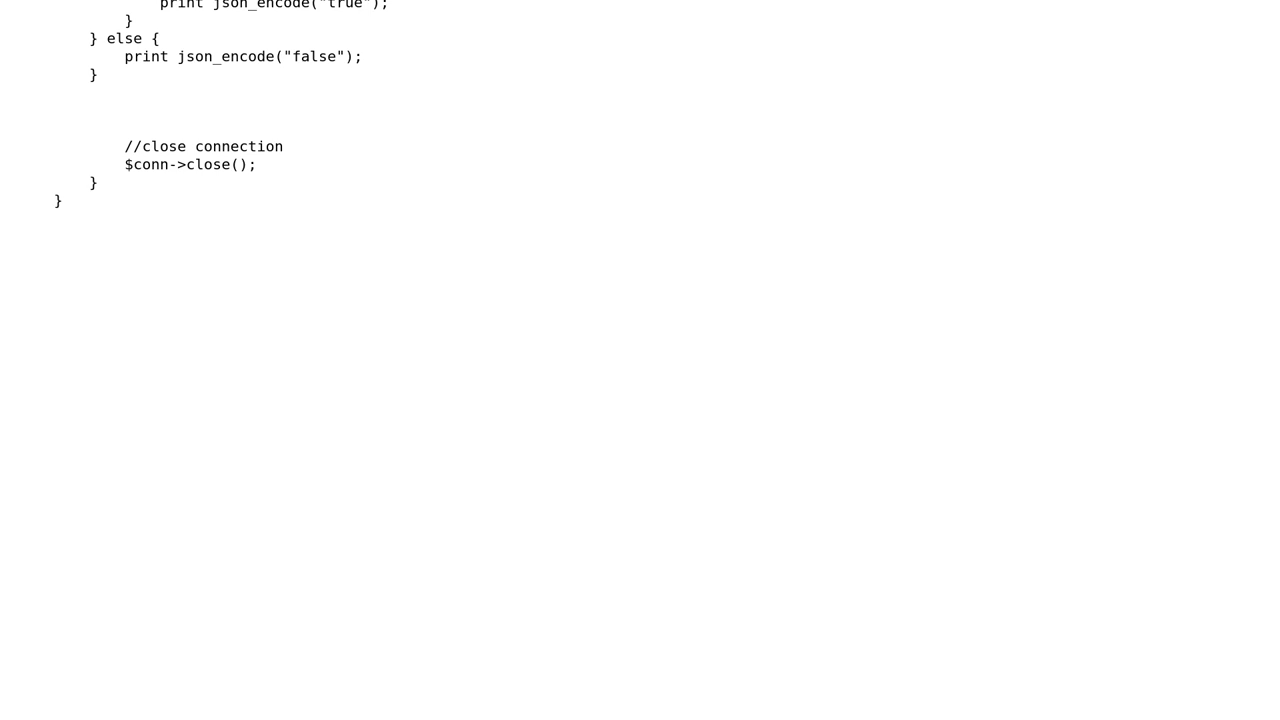 print json_encode("true");
}
} else {
print json_encode("false");
}
//close connection
$conn->close();
}
}